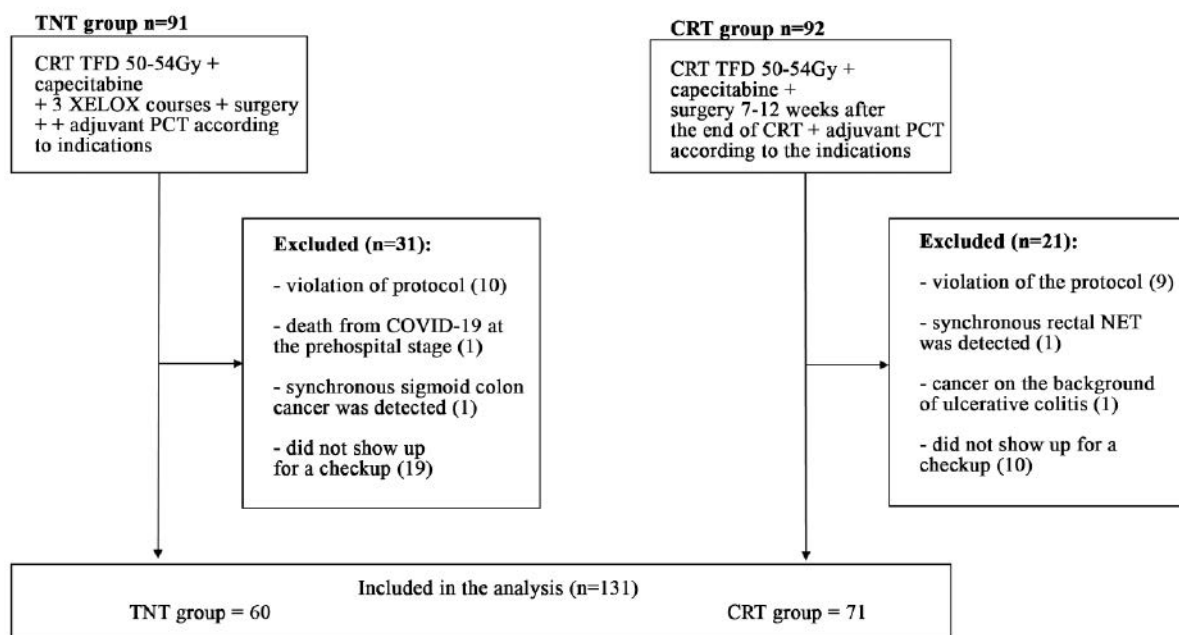 TNT group n=91
CRT TFD 50-54Gy +
capecitabine
+ 3 XELOX courses + surgery
+ + adjuvant PCT according
to indications
CRT group n=92
CRT TFD 50-54Gy +
capecitabine +
surgery 7-12 weeks after
the end of CRT + adjuvant PCT
according to the indications
Excluded (n=31):
- violation of protocol (10)
- death from COVID-19 at
the prehospital stage (1)
- synchronous sigmoid colon
cancer was detected (1)
- did not show up
for a checkup (19)
Excluded (n=21):
- violation of the protocol (9)
- synchronous rectal NET
was detected (1)
- cancer on the background
of ulcerative colitis (1)
- did not show up for a
checkup (10)
Included in the analysis (n=131)
TNT group = 60
CRT group = 71